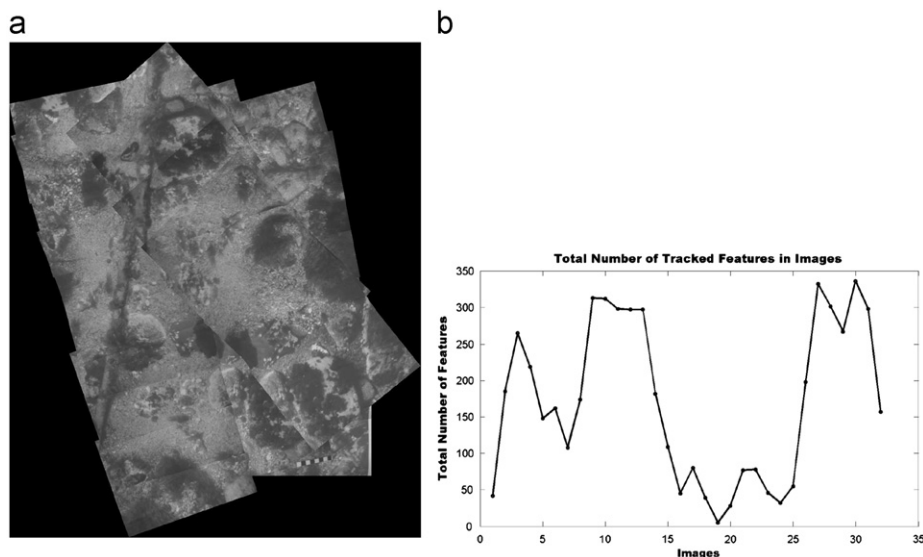 a
b
Total Number of Tracked Features in Images
350
300
250
200
150
100
50
0
Total Number of Features
0 5 10 15 20 25 30 35
Images